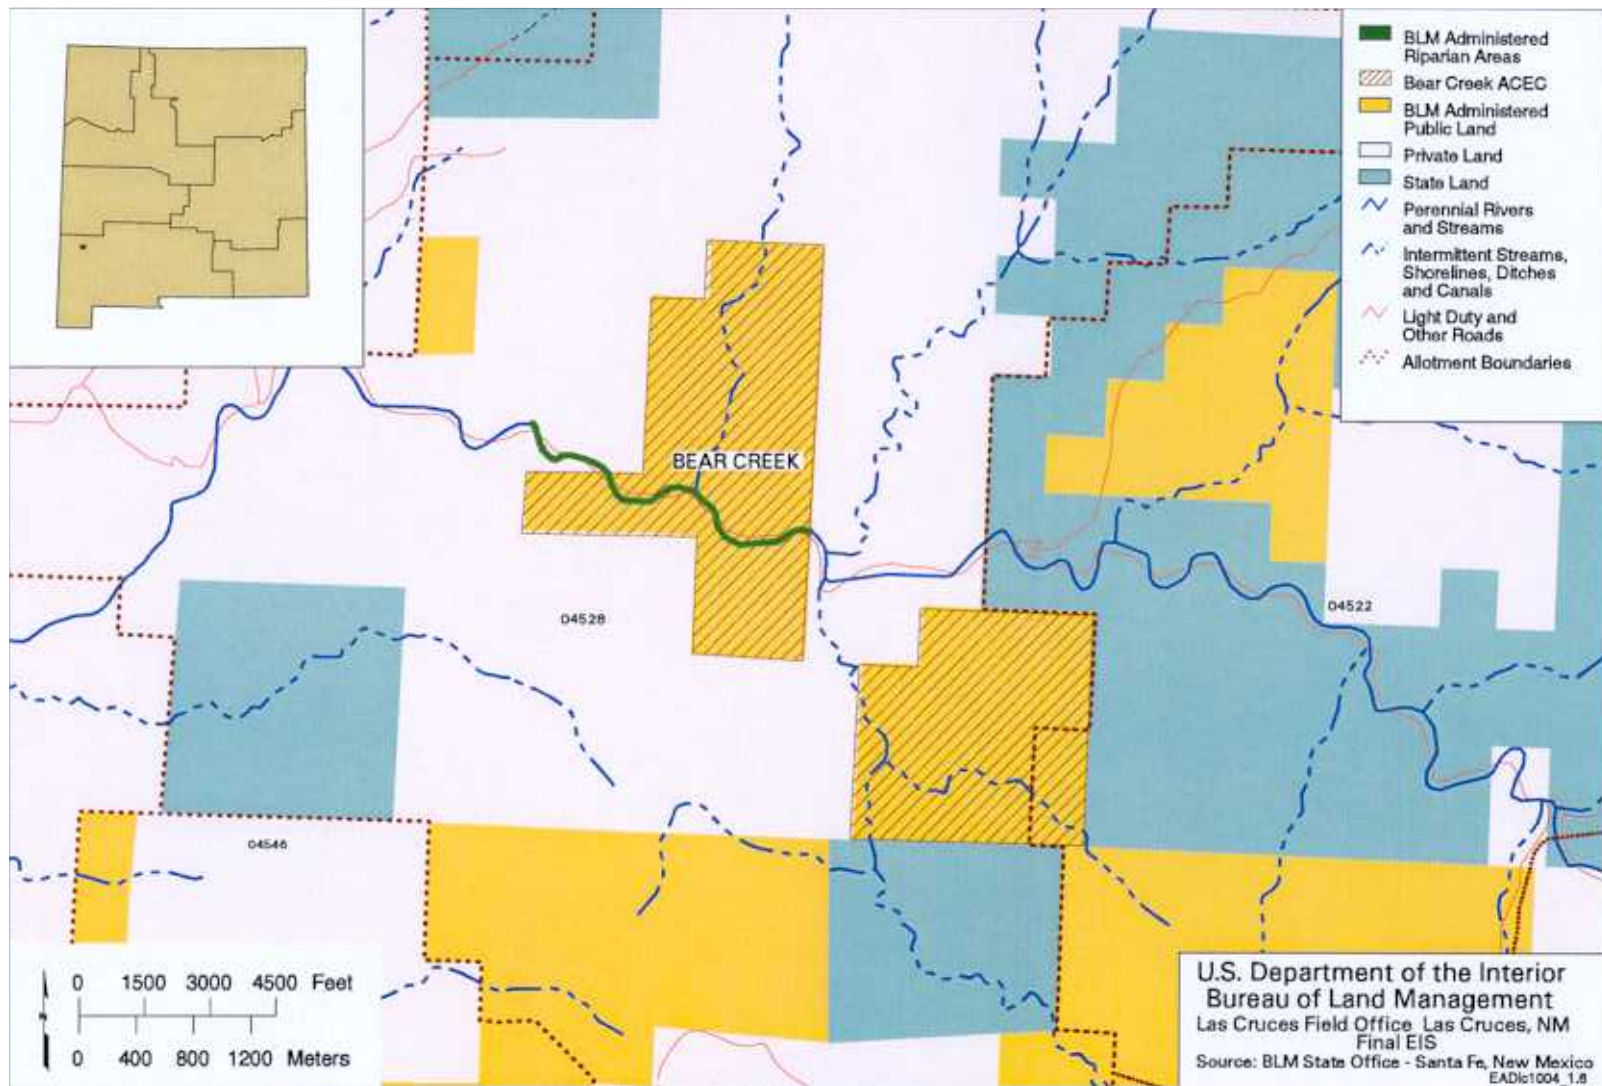 BLM Administered
Riparian Areas
Bear Creek ACEC
BLM Administered
Public Land
Private Land
State Land
Perennial Rivers
and Streams
Intermittent Streams,
Shorelines, Ditches
and Canals
Light Duty and
Other Roads
Allotment Boundaries
BEAR CREEK
04528
04522
04546
0 1500 3000 4500 Feet
0 400 800 1200 Meters
U.S. Department of the Interior
Bureau of Land Management
Las Cruces Field Office Las Cruces, NM
Final EIS
Source: BLM State Office - Santa Fe, New Mexico